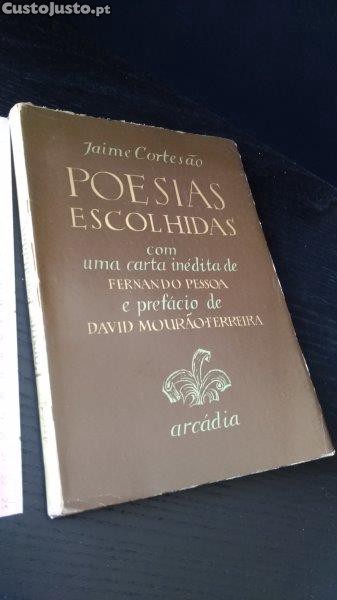 CustoJusto.pt
Jaime Cortesão
POESIAS
ESCOLHIDAS
com
uma carta inédita de
FERNANDO PESSOA
e prefácio de
DAVID MOURÃO-FERREIRA
arcádia